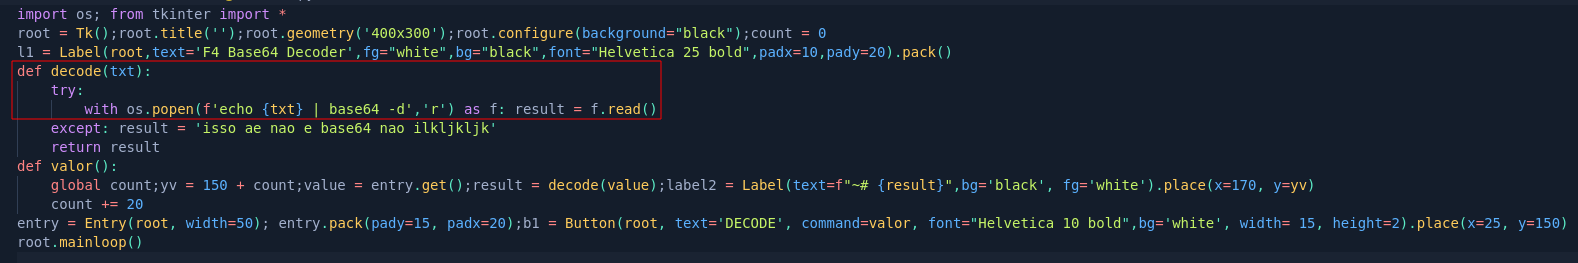 import os; from tkinter import *
root = Tk();root.title('');root.geometry('400x300');root.configure(background="black");count = 0
l1 = Label(root,text='F4 Base64 Decoder',fg="white",bg="black",font="Helvetica 25 bold",padx=10,pady=20).pack()
def decode(txt):
    try:
        with os.popen(f'echo {txt} | base64 -d','r') as f: result = f.read()
    except: result = 'isso ae nao e base64 nao ilkljkljk'
    return result
def valor():
    global count;yv = 150 + count;value = entry.get();result = decode(value);label2 = Label(text=f"~# {result}",bg='black', fg='white').place(x=170, y=yv)
    count += 20
entry = Entry(root, width=50); entry.pack(pady=15, padx=20);b1 = Button(root, text='DECODE', command=valor, font="Helvetica 10 bold",bg='white', width= 15, height=2).place(x=25, y=150)
root.mainloop()